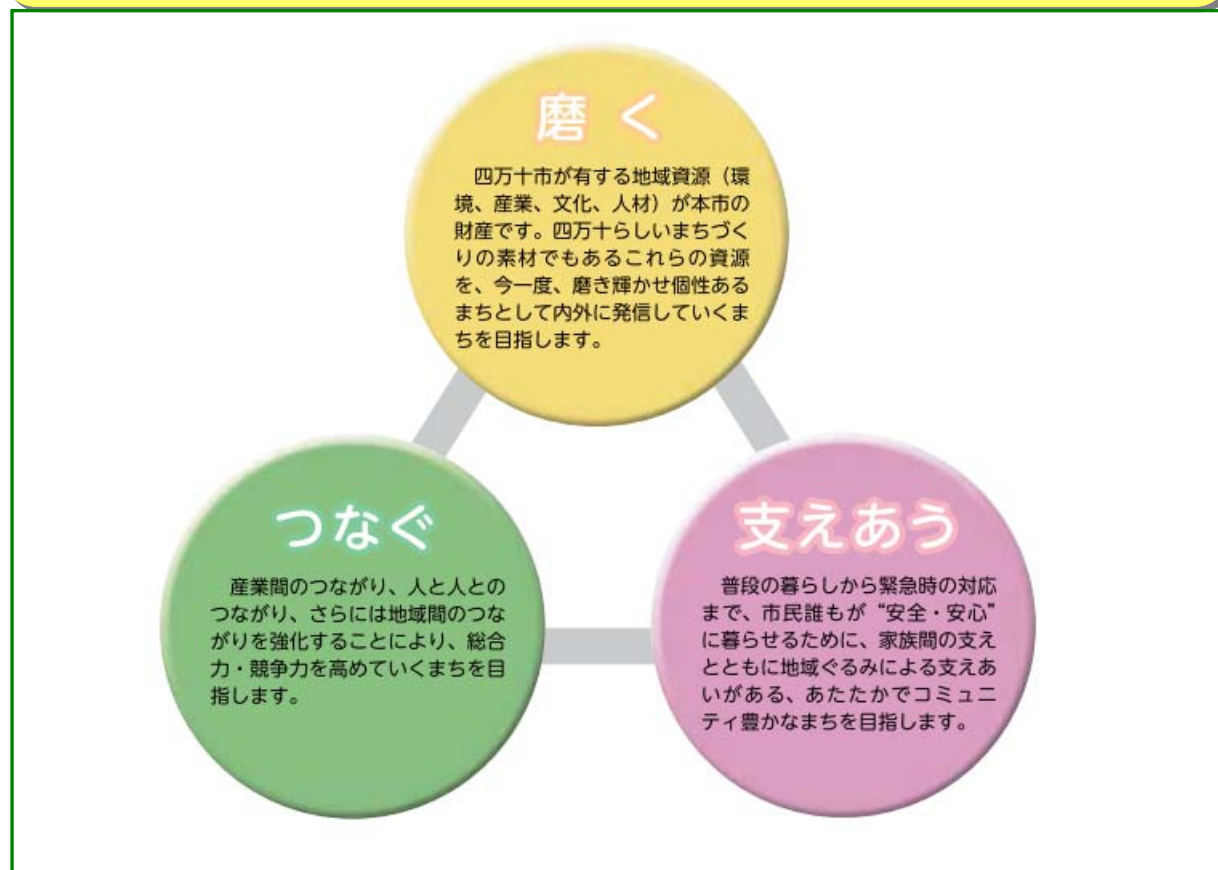 磨く
　四万十市が有する地域資源（環
境、産業、文化、人材）が本市の
財産です。四万十らしいまちづく
りの素材でもあるこれらの資源
を、今一度、磨き輝かせ個性ある
まちとして内外に発信していくま
ちを目指します。
つなぐ
　産業間のつながり、人と人との
つながり、さらには地域間のつな
がりを強化することにより、総合
力・競争力を高めていくまちを目
指します。
支えあう
　普段の暮らしから緊急時の対応
まで、市民誰もが“安全・安心”
に暮らせるために、家族間の支え
とともに地域ぐるみによる支えあ
いがある、あたたかでコミュニ
ティ豊かなまちを目指します。